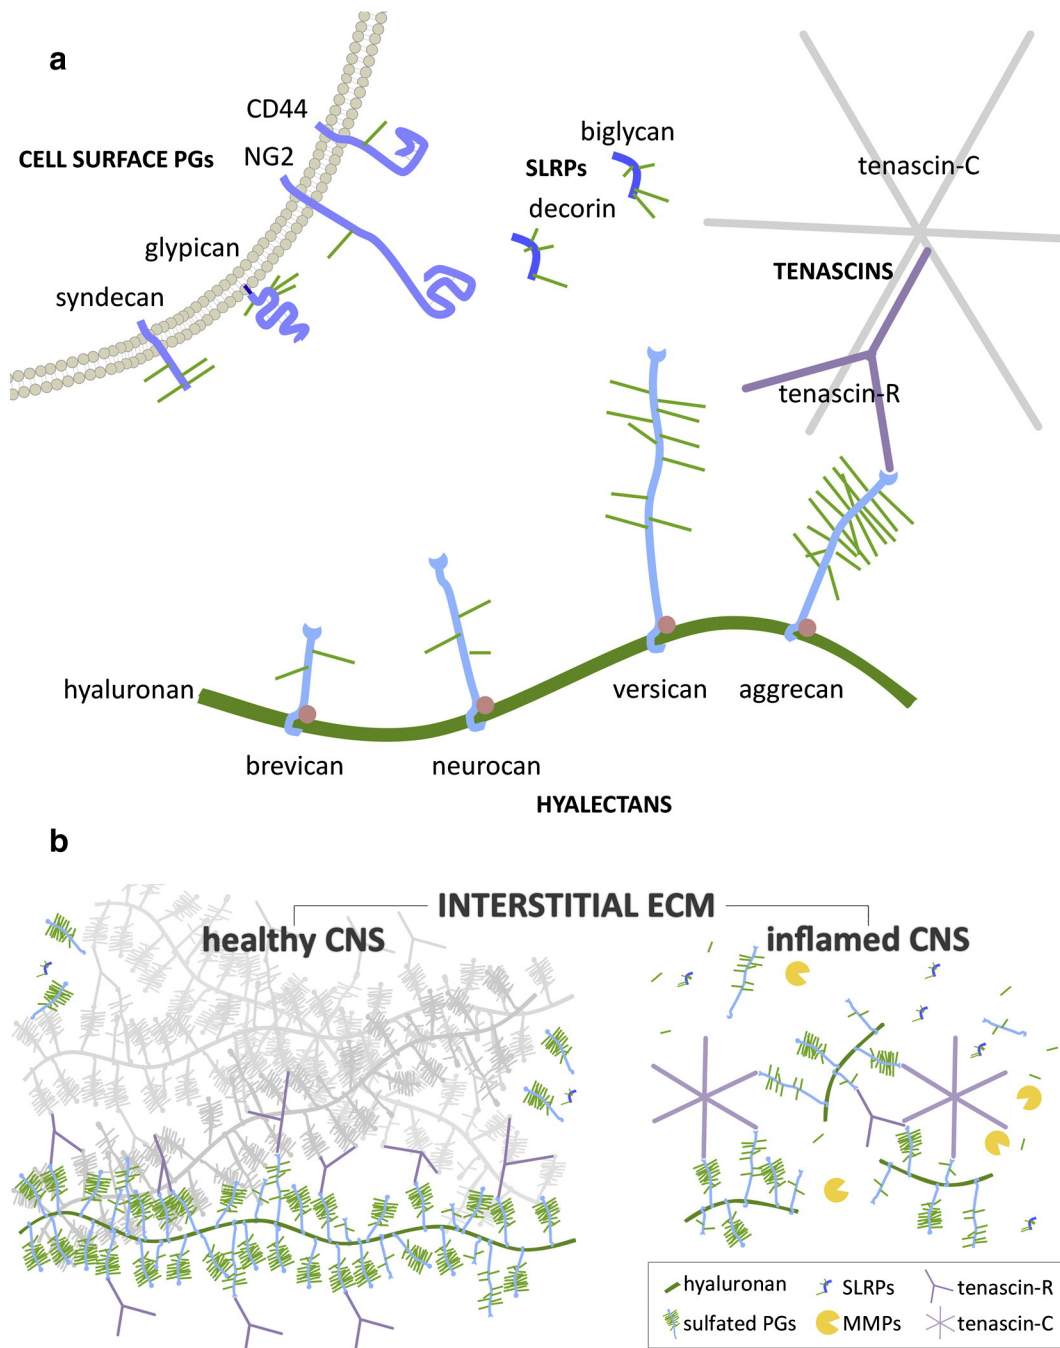 a
CELL SURFACE PGs
CD44
NG2
glypican
syndecan
biglycan
SLRPs
decorin
tenascin-C
TENASCINS
tenascin-R
hyaluronan
versican
aggrecan
brevican
neurocan
HYALECTANS
b
INTERSTITIAL ECM
healthy CNS
inflamed CNS
hyaluronan
SLRPs
tenascin-R
sulfated PGs
MMPs
tenascin-C